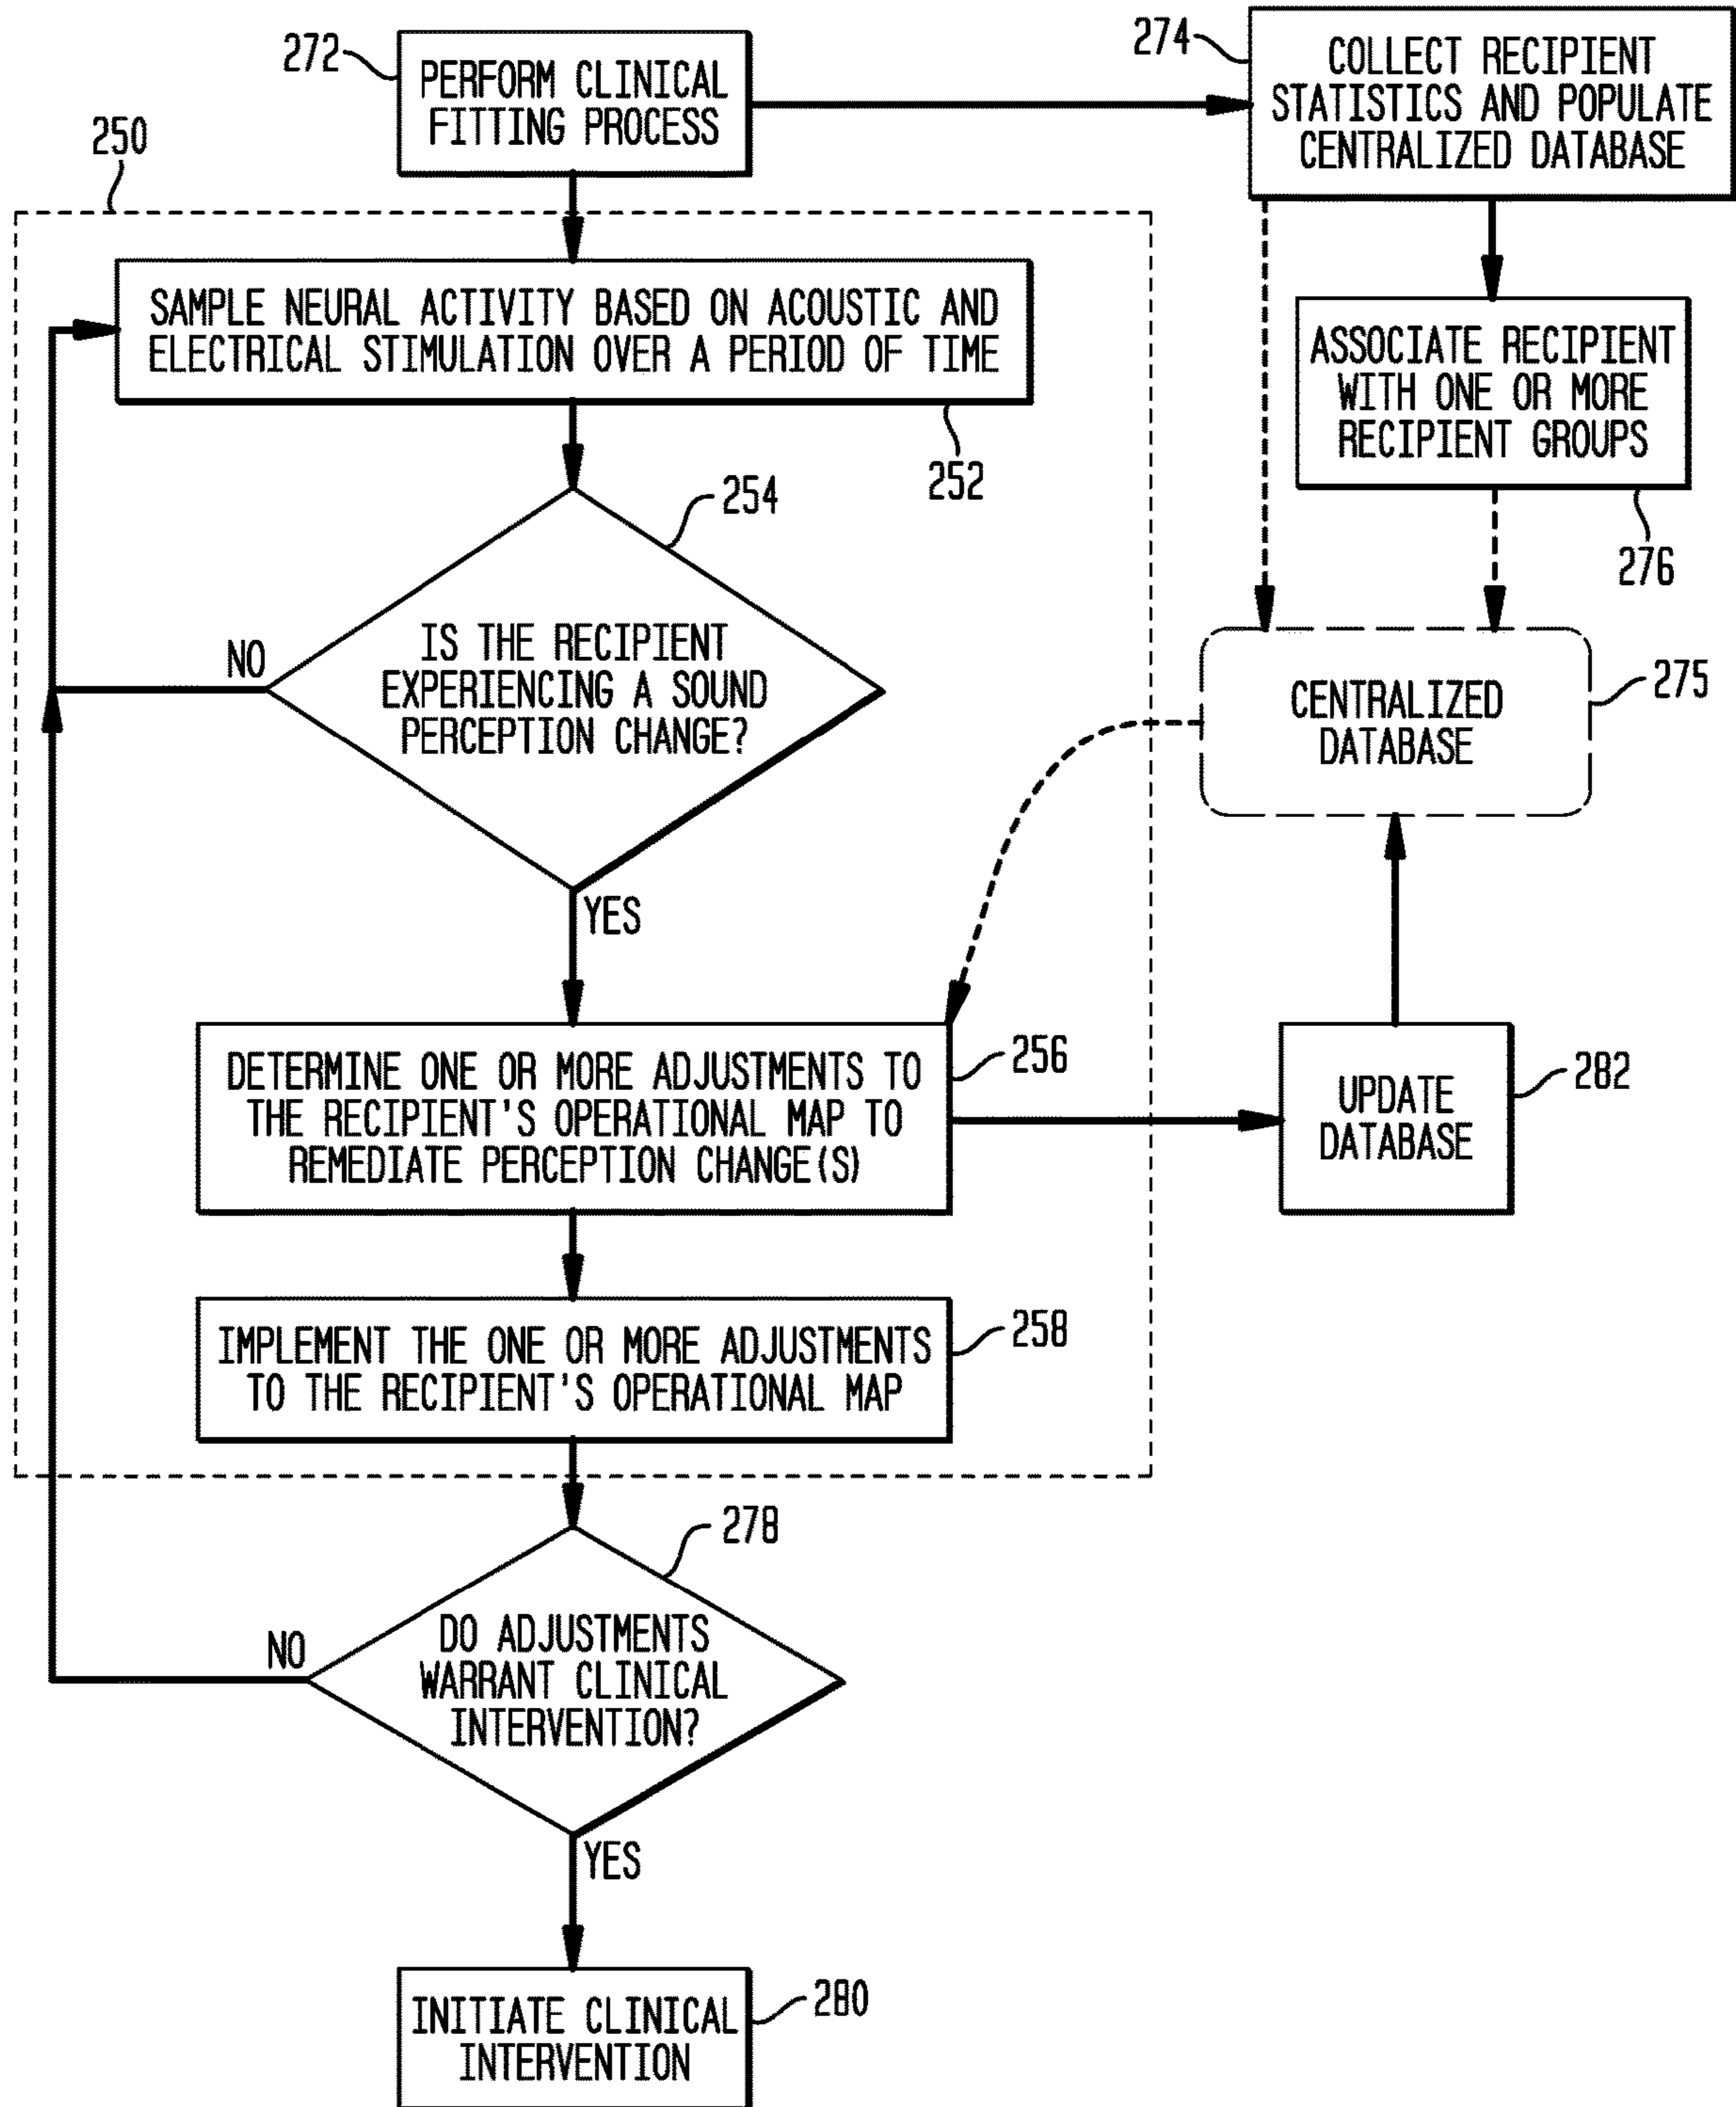 272
PERFORM CLINICAL
FITTING PROCESS
274
COLLECT RECIPIENT
STATISTICS AND POPULATE
CENTRALIZED DATABASE
250
SAMPLE NEURAL ACTIVITY BASED ON ACOUSTIC AND
ELECTRICAL STIMULATION OVER A PERIOD OF TIME
252
ASSOCIATE RECIPIENT
WITH ONE OR MORE
RECIPIENT GROUPS
276
254
IS THE RECIPIENT
EXPERIENCING A SOUND
PERCEPTION CHANGE?
NO
YES
CENTRALIZED
DATABASE
275
DETERMINE ONE OR MORE ADJUSTMENTS TO
THE RECIPIENT'S OPERATIONAL MAP TO
REMEDIATE PERCEPTION CHANGE(S)
256
UPDATE
DATABASE
282
IMPLEMENT THE ONE OR MORE ADJUSTMENTS
TO THE RECIPIENT'S OPERATIONAL MAP
258
278
DO ADJUSTMENTS
WARRANT CLINICAL
INTERVENTION?
NO
YES
INITIATE CLINICAL
INTERVENTION
280